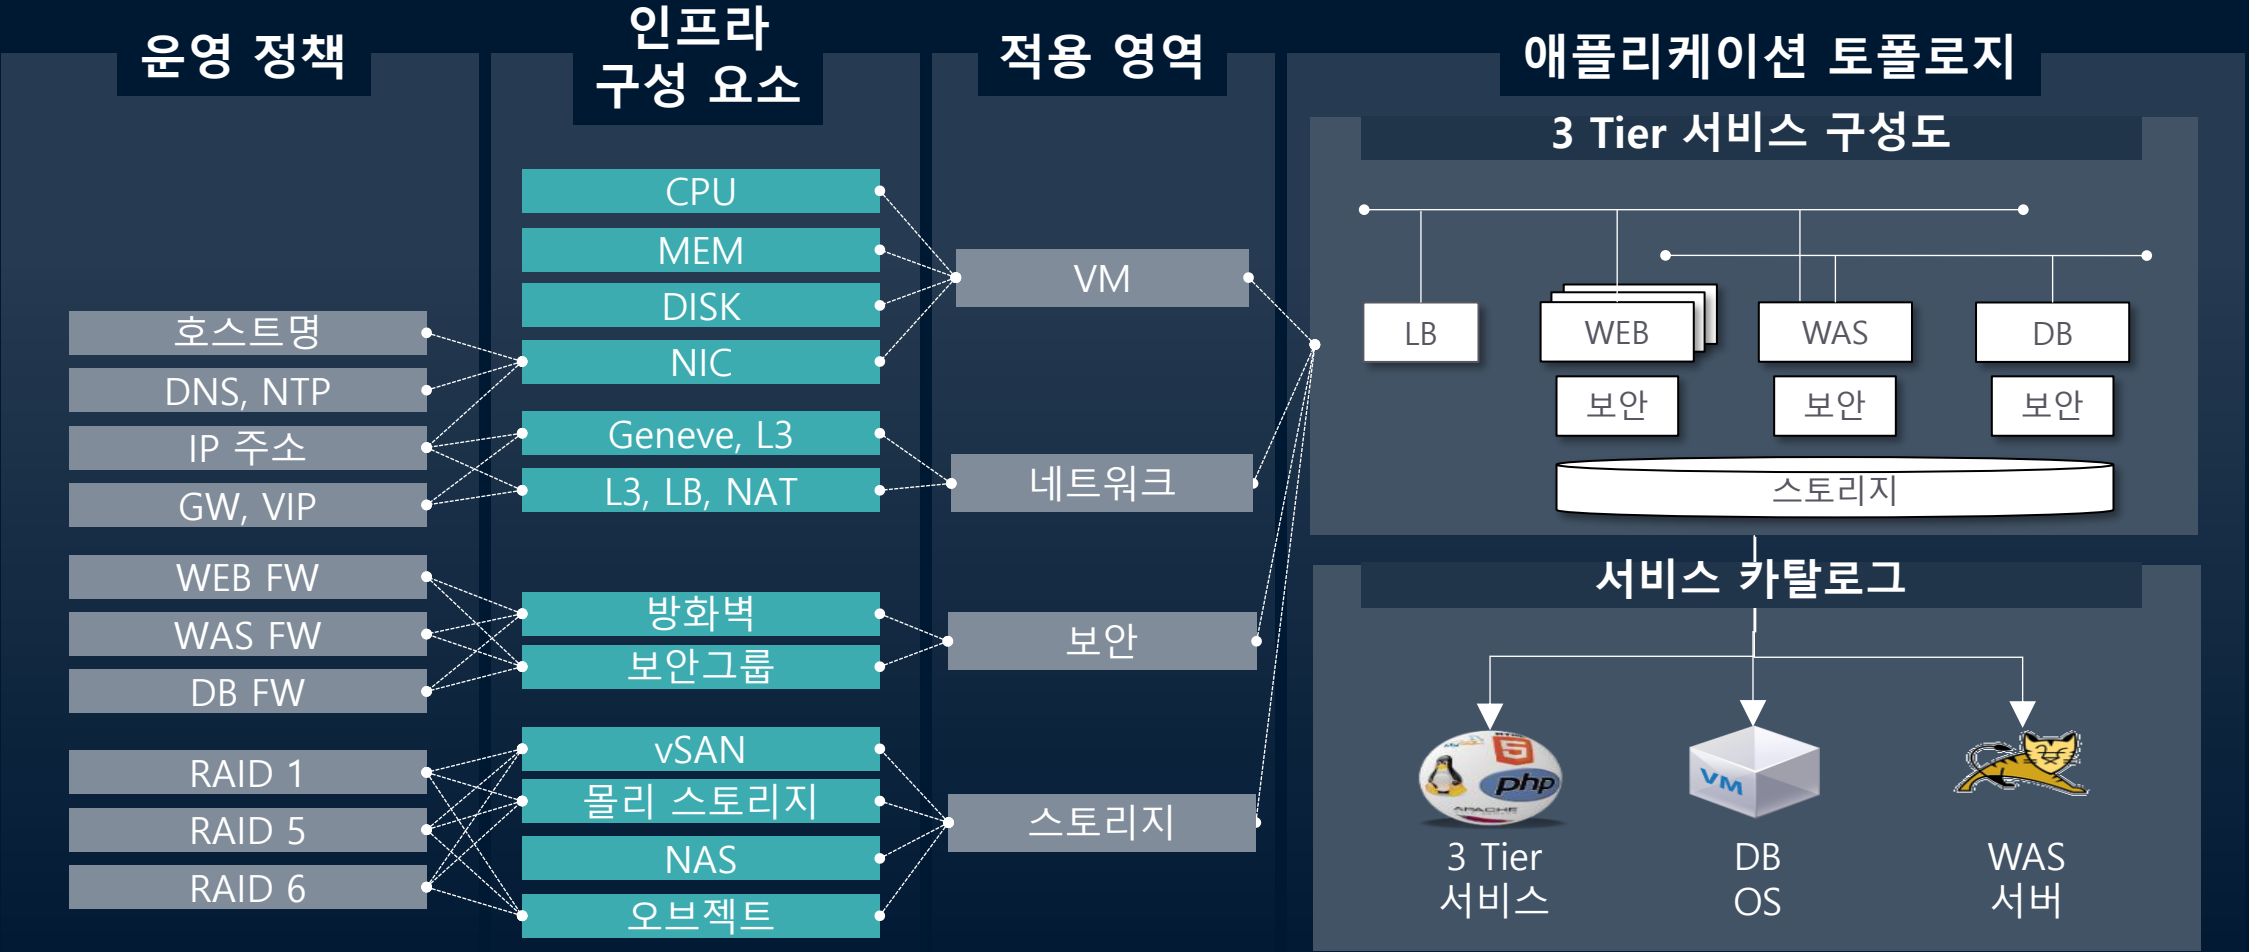 운영 정책
호스트명
DNS, NTP
IP 주소
GW, VIP
WEB FW
WAS FW
DB FW
RAID 1
RAID 5
RAID 6
인프라
구성 요소
CPU
MEM
DISK
NIC
Geneve, L3
L3, LB, NAT
방화벽
보안그룹
vSAN
몰리 스토리지
NAS
오브젝트
적용 영역
VM
네트워크
보안
스토리지
애플리케이션 토폴로지
3 Tier 서비스 구성도
LB
WEB
WAS
DB
보안
보안
보안
스토리지
서비스 카탈로그
5
php
APACHE
VM
3 Tier
서비스
DB
OS
WAS
서버